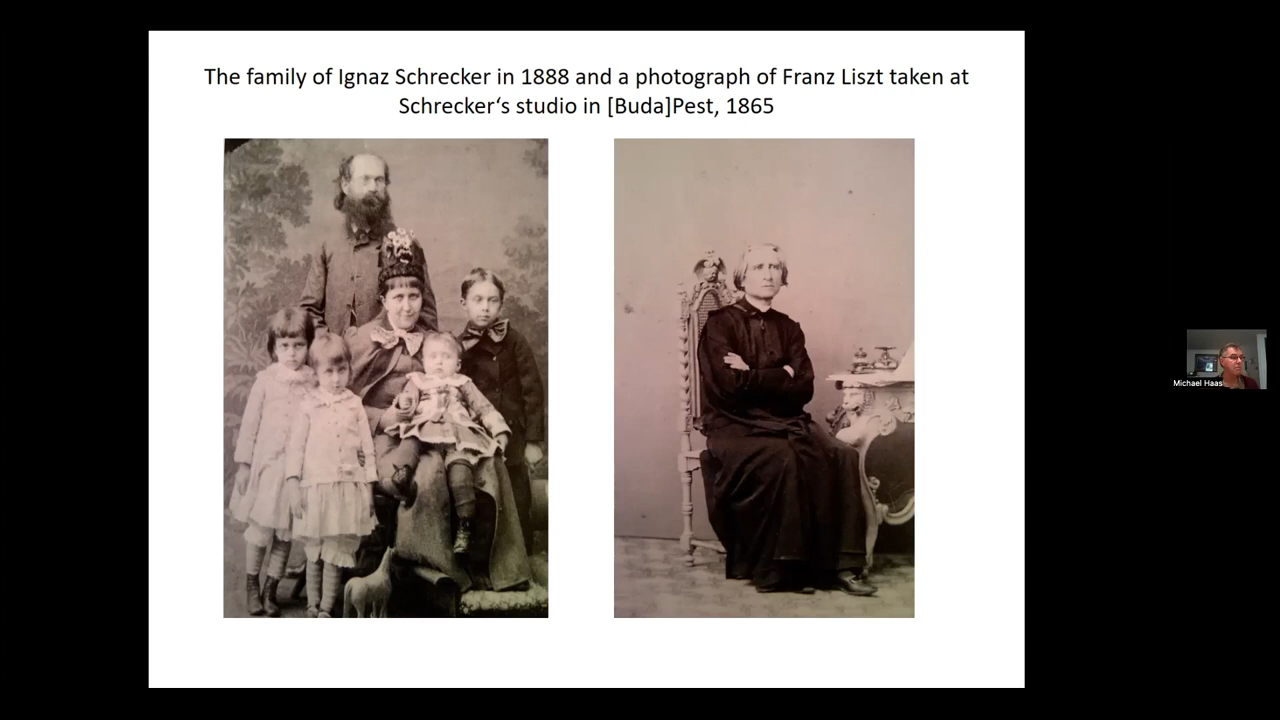 The family of Ignaz Schrecker in 1888 and a photograph of Franz Liszt taken at
Schrecker‘s studio in [Buda]Pest, 1865
Michael Haas